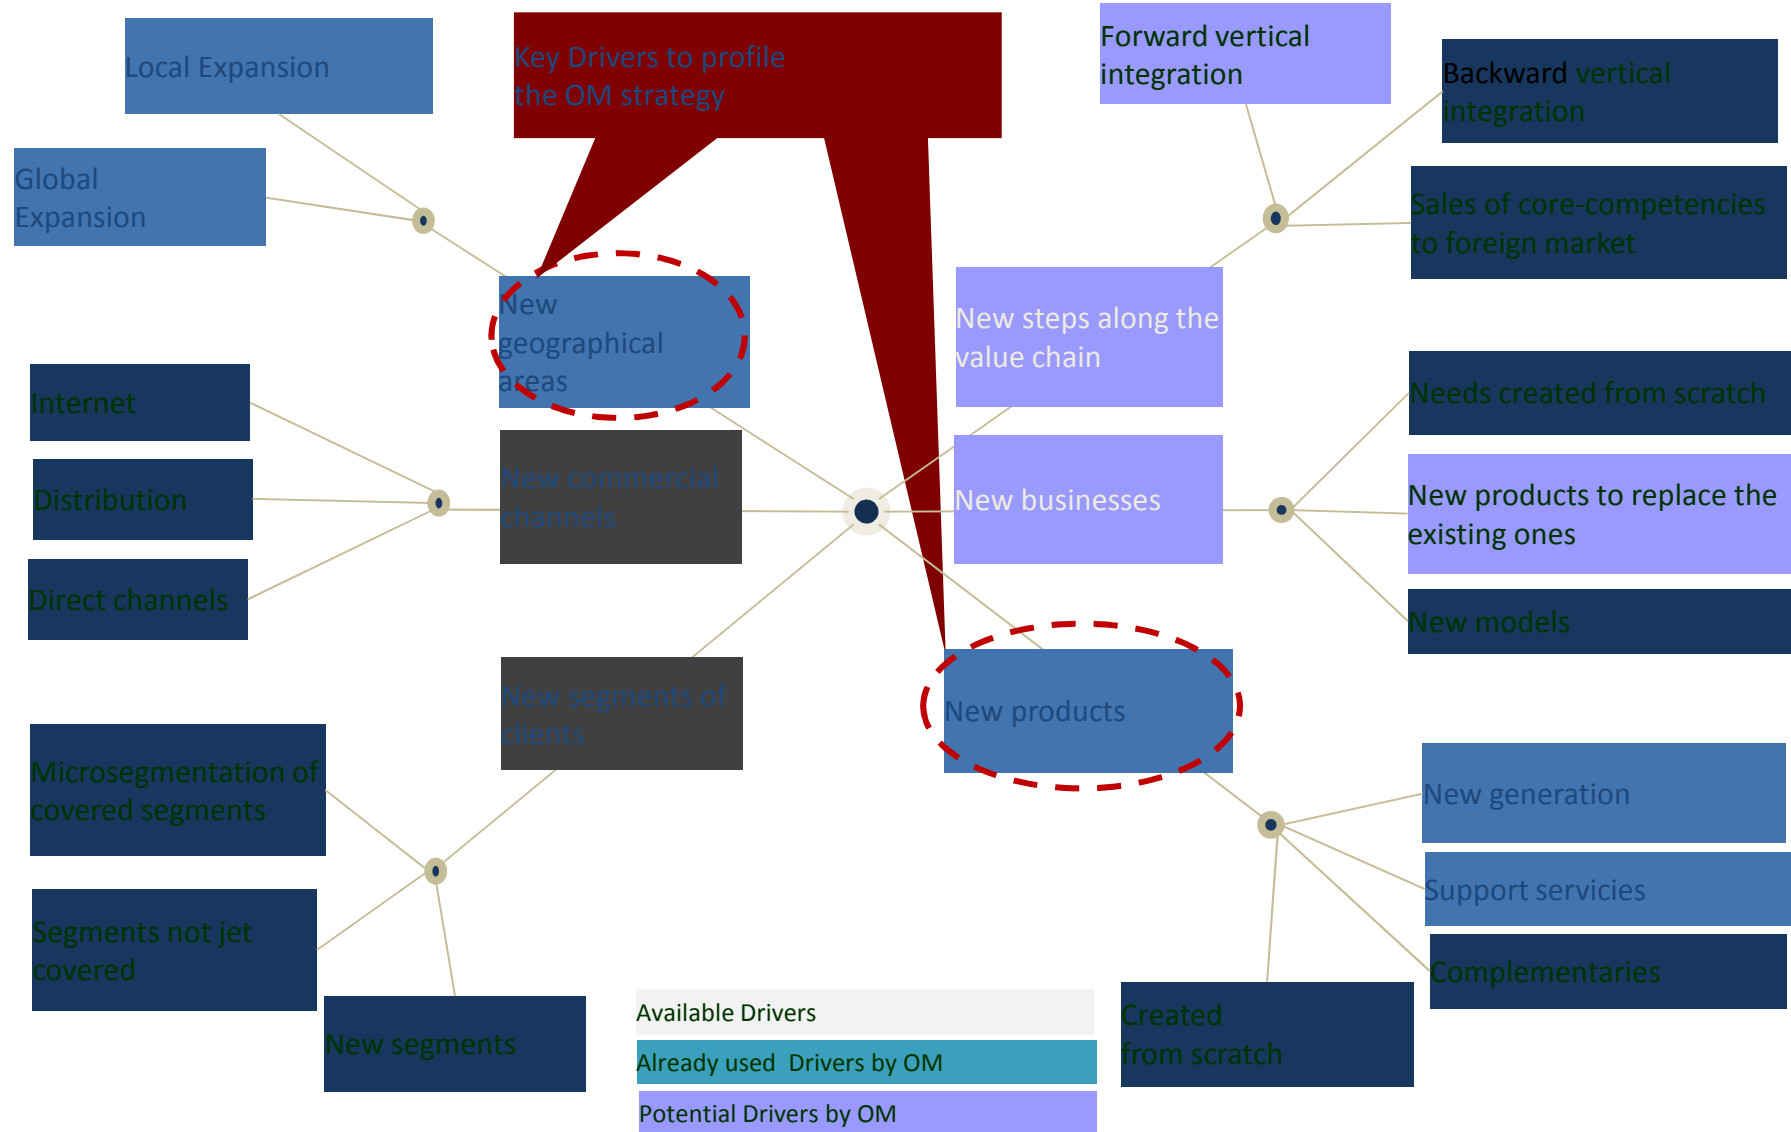 Local Expansion
Global
Expansion
Key Drivers to profile
the OM strategy
Forward vertical
integration
Backward vertical
integration
Sales of core-competencies
to foreign market
New
geographical
areas
New steps along the
value chain
Internet
Distribution
Direct channels
New commercial
channels
New businesses
Needs created from scratch
New products to replace the
existing ones
New models
New segments of
clients
New products
Microsegmentation of
covered segments
Segments not jet
covered
New segments
New generation
Support servicies
Complementaries
Created
from scratch
Available Drivers
Already used  Drivers by OM
Potential Drivers by OM